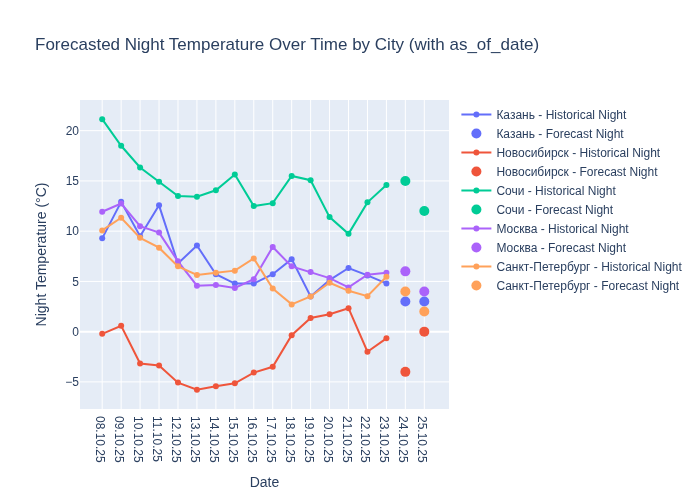 Forecasted Night Temperature Over Time by City (with as_of_date)
Night Temperature (°C)
20
15
10
5
0
−5
08.10.25
09.10.25
10.10.25
11.10.25
12.10.25
13.10.25
14.10.25
15.10.25
16.10.25
17.10.25
18.10.25
19.10.25
20.10.25
21.10.25
22.10.25
23.10.25
24.10.25
25.10.25
Date
Казань - Historical Night
Казань - Forecast Night
Новосибирск - Historical Night
Новосибирск - Forecast Night
Сочи - Historical Night
Сочи - Forecast Night
Москва - Historical Night
Москва - Forecast Night
Санкт-Петербург - Historical Night
Санкт-Петербург - Forecast Night